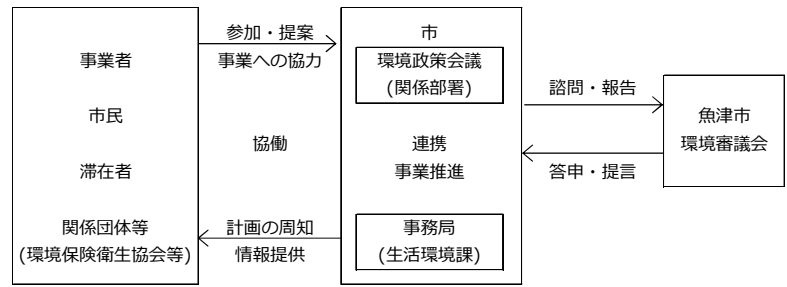 事業者
市民
滞在者
関係団体等
(環境保険衛生協会等)
参加・提案
事業への協力
協働
計画の周知
情報提供
市
環境政策会議
(関係部署)
連携
事業推進
事務局
(生活環境課)
諮問・報告
答申・提言
魚津市
環境審議会